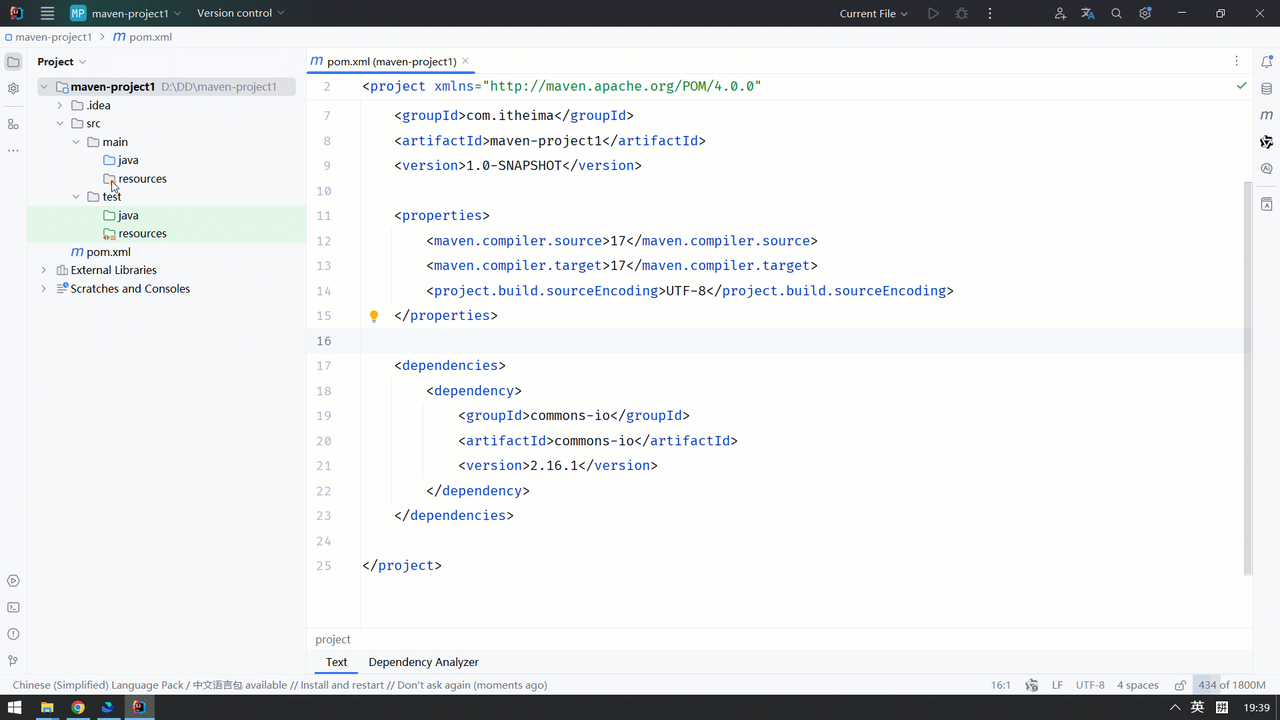 MP maven-project1 Version control Current File
maven-project1 > m pom.xml
Project
pom.xml (maven-project1)
maven-project1 D:\DD\maven-project1
.idea
src
main
java
resources
test
java
resources
pom.xml
External Libraries
Scratches and Consoles
2 <project xmlns="http://maven.apache.org/POM/4.0.0"
7 <groupId>com.itheima</groupId>
8 <artifactId>maven-project1</artifactId>
9 <version>1.0-SNAPSHOT</version>
10
11 <properties>
12 <maven.compiler.source>17</maven.compiler.source>
13 <maven.compiler.target>17</maven.compiler.target>
14 <project.build.sourceEncoding>UTF-8</project.build.sourceEncoding>
15 </properties>
16
17 <dependencies>
18 <dependency>
19 <groupId>commons-io</groupId>
20 <artifactId>commons-io</artifactId>
21 <version>2.16.1</version>
22 </dependency>
23 </dependencies>
24
25 </project>
project
Text Dependency Analyzer
Chinese (Simplified) Language Pack / 中文语言包 available // Install and restart // Don't ask again (moments ago) 16:1 LF UTF-8 4 spaces 434 of 1800M
英 拼 19:39